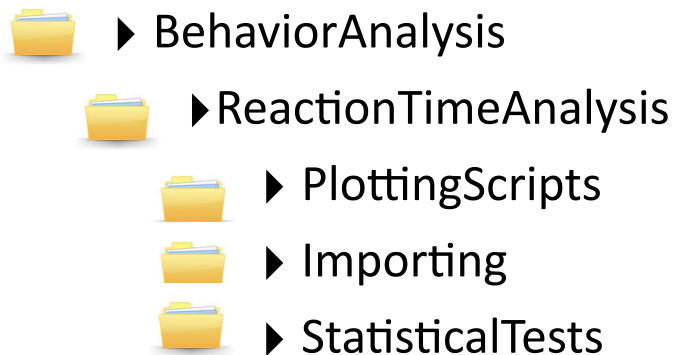 BehaviorAnalysis
ReactionTimeAnalysis
PlottingScripts
Importing
StatisticalTests